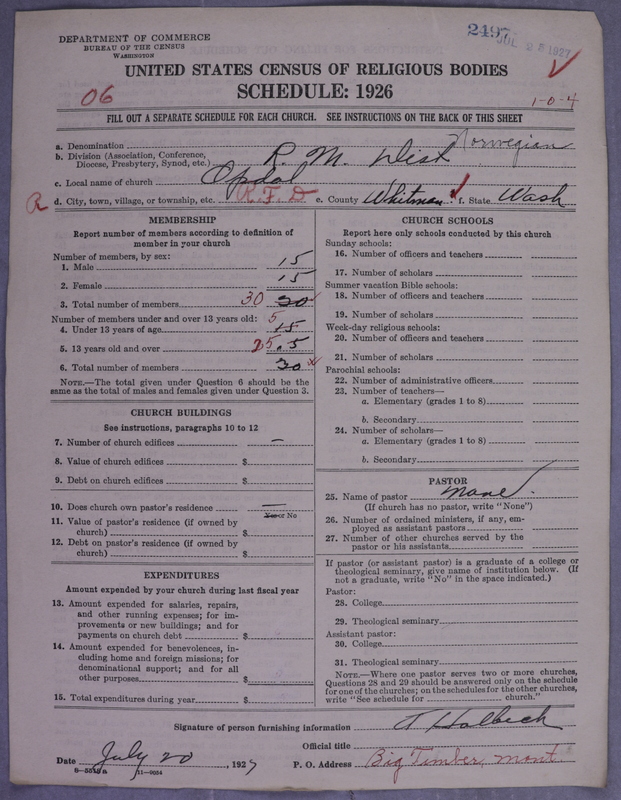 DEPARTMENT OF COMMERCE
BUREAU OF THE CENSUS
WASHINGTON
2497
JUL 28 1927
UNITED STATES CENSUS OF RELIGIOUS BODIES
06
SCHEDULE: 1926
1-0-4
FILL OUT A SEPARATE SCHEDULE FOR EACH CHURCH. SEE INSTRUCTIONS ON THE BACK OF THIS SHEET
a. Denomination Norwegian
b. Division (Association, Conference,
Diocese, Presbytery, Synod, etc.) R. M. Dist
c. Local name of church Opdal
R d. City, town, village, or township, etc. R.F.D e. County Whitman f. State Wash
MEMBERSHIP
Report number of members according to definition of
member in your church
Number of members, by sex:
1. Male 15
2. Female 15
3. Total number of members 30 30
Number of members under and over 13 years old:
4. Under 13 years of age 5 15
5. 13 years old and over 25 .5
6. Total number of members 30
NOTE.—The total given under Question 6 should be the
same as the total of males and females given under Question 3.
CHURCH BUILDINGS
See instructions, paragraphs 10 to 12
7. Number of church edifices —
8. Value of church edifices $
9. Debt on church edifices $
10. Does church own pastor's residence —
Yes or No
11. Value of pastor's residence (if owned by
church) $
12. Debt on pastor's residence (if owned by
church) $
EXPENDITURES
Amount expended by your church during last fiscal year
13. Amount expended for salaries, repairs,
and other running expenses; for im-
provements or new buildings; and for
payments on church debt $
14. Amount expended for benevolences, in-
cluding home and foreign missions; for
denominational support; and for all
other purposes $
15. Total expenditures during year $
CHURCH SCHOOLS
Report here only schools conducted by this church
Sunday schools:
16. Number of officers and teachers
17. Number of scholars
Summer vacation Bible schools:
18. Number of officers and teachers
19. Number of scholars
Week-day religious schools:
20. Number of officers and teachers
21. Number of scholars
Parochial schools:
22. Number of administrative officers
23. Number of teachers—
a. Elementary (grades 1 to 8)
b. Secondary
24. Number of scholars—
a. Elementary (grades 1 to 8)
b. Secondary
PASTOR
25. Name of pastor None.
(If church has no pastor, write "None")
26. Number of ordained ministers, if any, em-
ployed as assistant pastors
27. Number of other churches served by the
pastor or his assistants
If pastor (or assistant pastor) is a graduate of a college or
theological seminary, give name of institution below. (If
not a graduate, write "No" in the space indicated.)
Pastor:
28. College
29. Theological seminary
Assistant pastor:
30. College
31. Theological seminary
NOTE.—Where one pastor serves two or more churches,
Questions 28 and 29 should be answered only on the schedule
for one of the churches; on the schedules for the other churches,
write "See schedule for church."
Signature of person furnishing information
Official title
Date July 20, 1927 P. O. Address Big Timber, Mont
11—9034